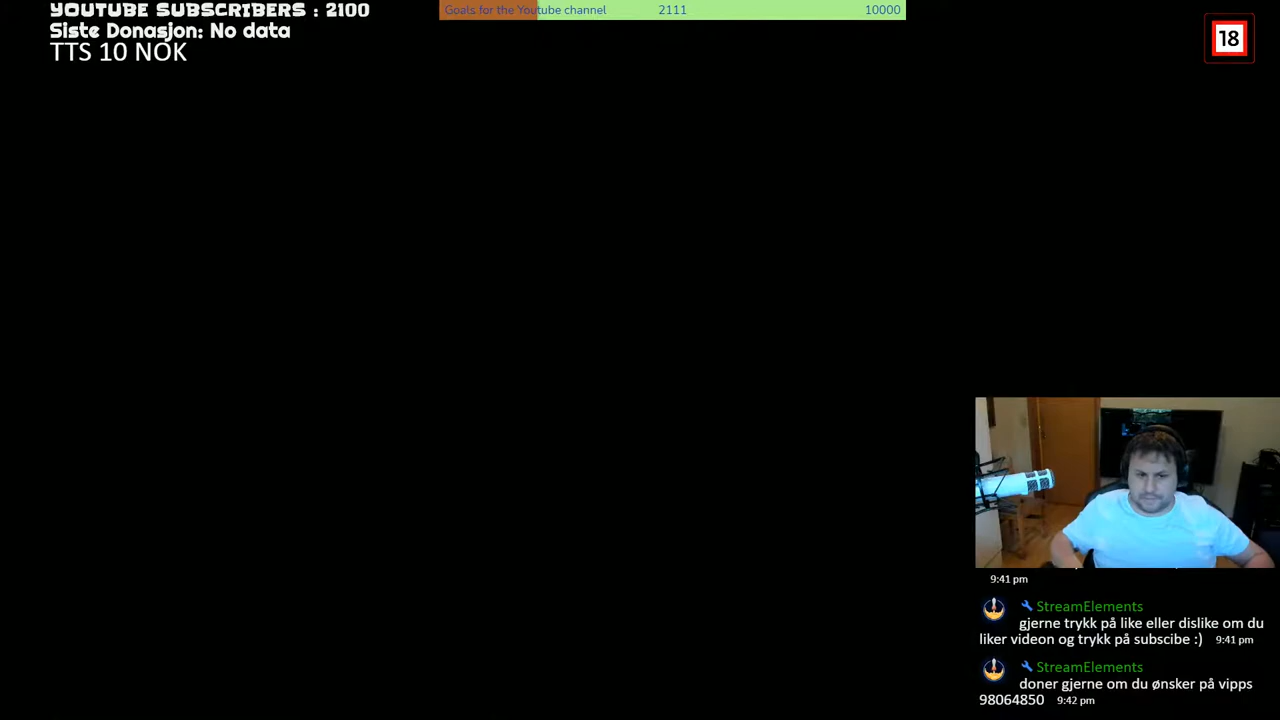 YOUTUBE SUBSCRIBERS : 2100
Siste Donasjon: No data
TTS 10 NOK
Goals for the Youtube channel 2111 10000
18
9:41 pm
StreamElements
gjerne trykk på like eller dislike om du
liker videon og trykk på subscibe :) 9:41 pm
StreamElements
doner gjerne om du ønsker på vipps
98064850 9:42 pm